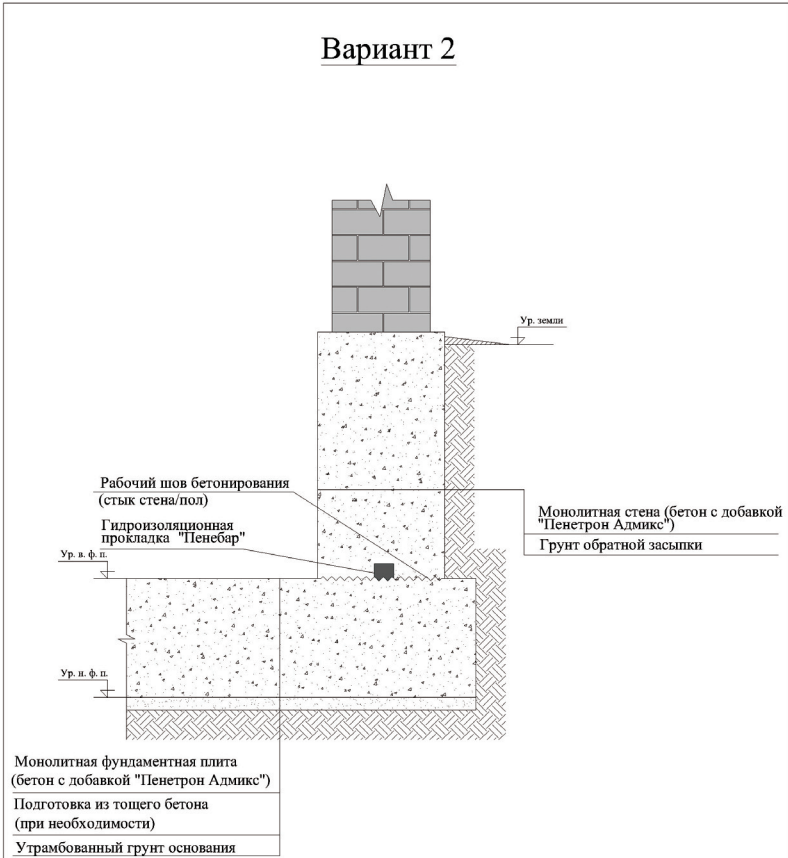 Вариант 2
Ур. земли
Рабочий шов бетонирования
(стык стена/пол)
Гидроизоляционная
прокладка "Пенебар"
Монолитная стена (бетон с добавкой
"Пенетрон Адмикс")
Грунт обратной засыпки
Ур. в. ф. п.
Ур. н. ф. п.
Монолитная фундаментная плита
(бетон с добавкой "Пенетрон Адмикс")
Подготовка из тощего бетона
(при необходимости)
Утрамбованный грунт основания